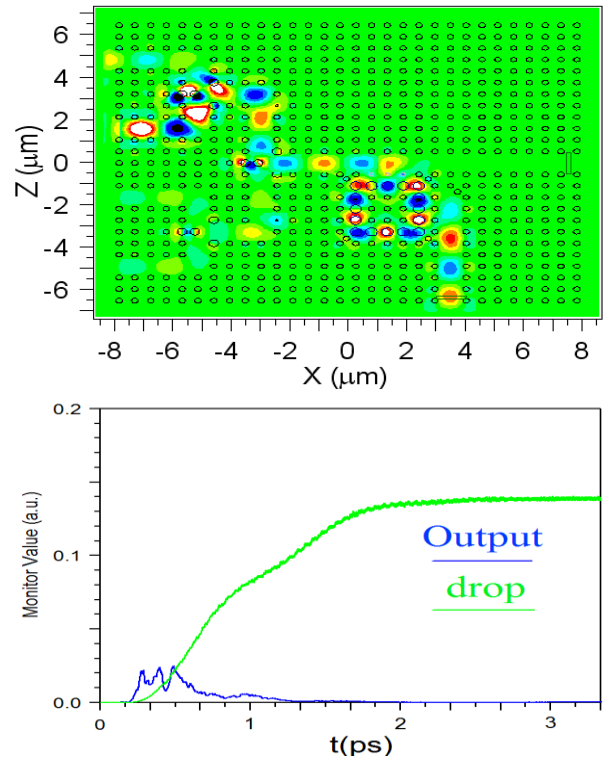 6
4
2
0
-2
-4
-6
Z (μm)
-8 -6 -4 -2 0 2 4 6 8
X (μm)
0.2
0.1
0.0
Monitor Value (a.u.)
Output
drop
0 1 2 3
t(ps)